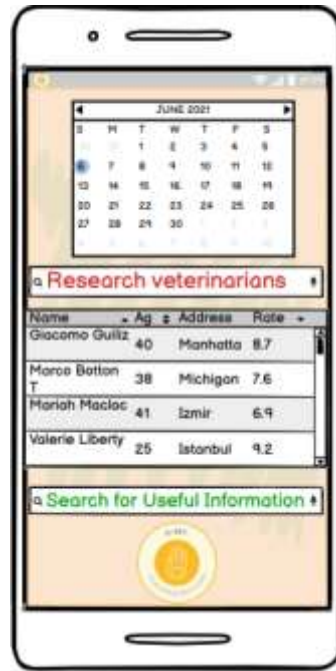 JUNE 2021
S M T W T F S
1 2 3 4 5
6 7 8 9 10 11 12
13 14 15 16 17 18 19
20 21 22 23 24 25 26
27 28 29 30
Research veterinarians
Name Ag Address Rate
Giacomo Guiliz 40 Manhatta 8.7
Marco Botton T 38 Michigan 7.6
Mariah Macloc 41 Izmir 6.9
Valerie Liberty 25 Istanbul 9.2
Search for Useful Information